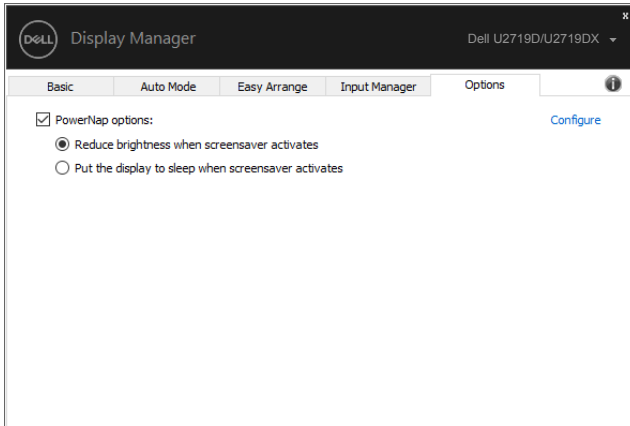 x
DELL Display Manager Dell U2719D/U2719DX
Basic Auto Mode Easy Arrange Input Manager Options i
PowerNap options: Configure
Reduce brightness when screensaver activates
Put the display to sleep when screensaver activates